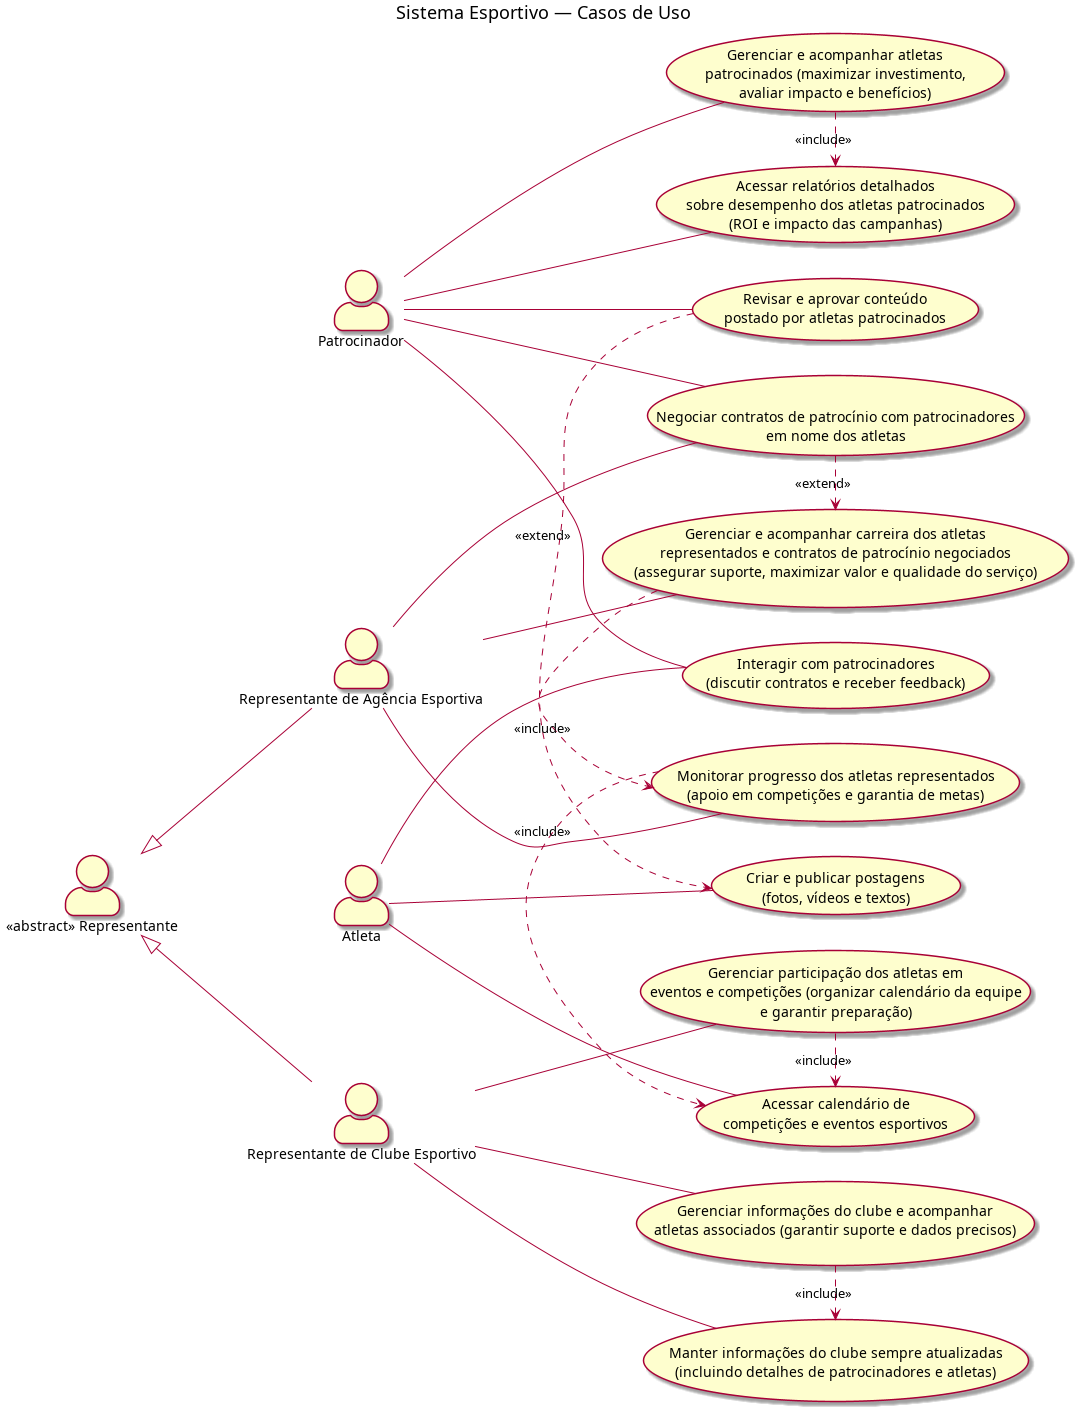 Sistema Esportivo — Casos de Uso
Gerenciar e acompanhar atletas
patrocinados (maximizar investimento,
avaliar impacto e benefícios)
«include»
Acessar relatórios detalhados
sobre desempenho dos atletas patrocinados
(ROI e impacto das campanhas)
Revisar e aprovar conteúdo
postado por atletas patrocinados
Patrocinador
Negociar contratos de patrocínio com patrocinadores
em nome dos atletas
«extend»
«extend»
Gerenciar e acompanhar carreira dos atletas
representados e contratos de patrocínio negociados
(assegurar suporte, maximizar valor e qualidade do serviço)
Interagir com patrocinadores
(discutir contratos e receber feedback)
Representante de Agência Esportiva
«include»
Monitorar progresso dos atletas representados
(apoio em competições e garantia de metas)
«include»
Criar e publicar postagens
(fotos, vídeos e textos)
«abstract» Representante
Atleta
Gerenciar participação dos atletas em
eventos e competições (organizar calendário da equipe
e garantir preparação)
«include»
Acessar calendário de
competições e eventos esportivos
Representante de Clube Esportivo
Gerenciar informações do clube e acompanhar
atletas associados (garantir suporte e dados precisos)
«include»
Manter informações do clube sempre atualizadas
(incluindo detalhes de patrocinadores e atletas)